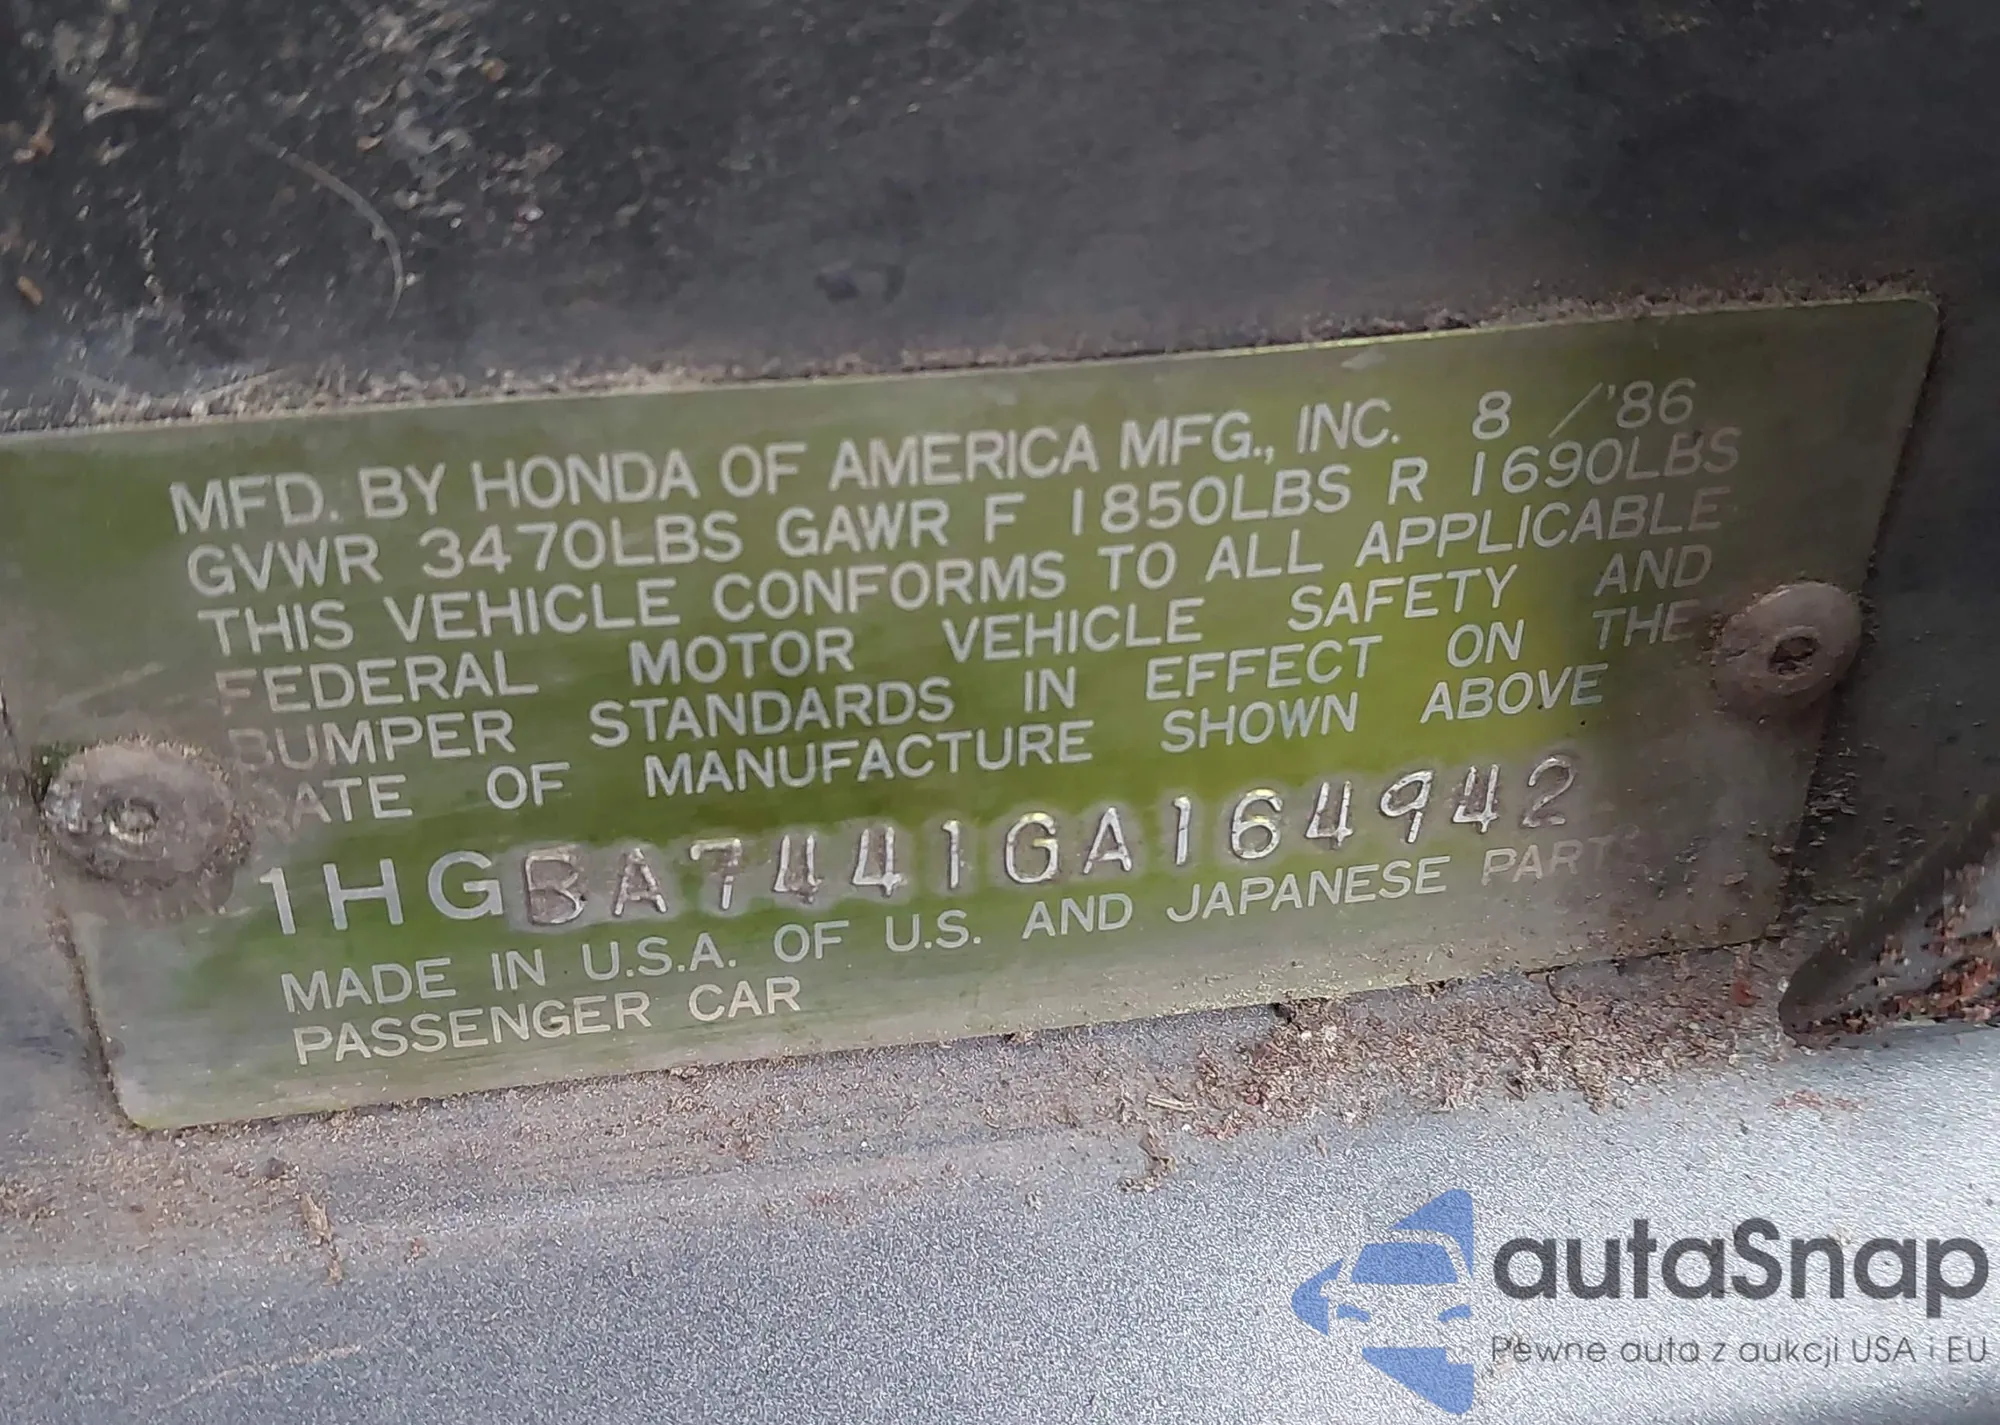 MFD. BY HONDA OF AMERICA MFG., INC. 8 /'86
GVWR 3470LBS GAWR F 1850LBS R 1690LBS
THIS VEHICLE CONFORMS TO ALL APPLICABLE
FEDERAL MOTOR VEHICLE SAFETY AND
BUMPER STANDARDS IN EFFECT ON THE
DATE OF MANUFACTURE SHOWN ABOVE
1HGBA7441GA164942
MADE IN U.S.A. OF U.S. AND JAPANESE PARTS
PASSENGER CAR
autaSnap
Pewne auta z aukcji USA i EU